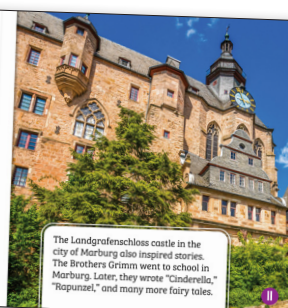 The Landgrafenschloss castle in the
city of Marburg also inspired stories.
The Brothers Grimm went to school in
Marburg. Later, they wrote “Cinderella,”
“Rapunzel,” and many more fairy tales.
11